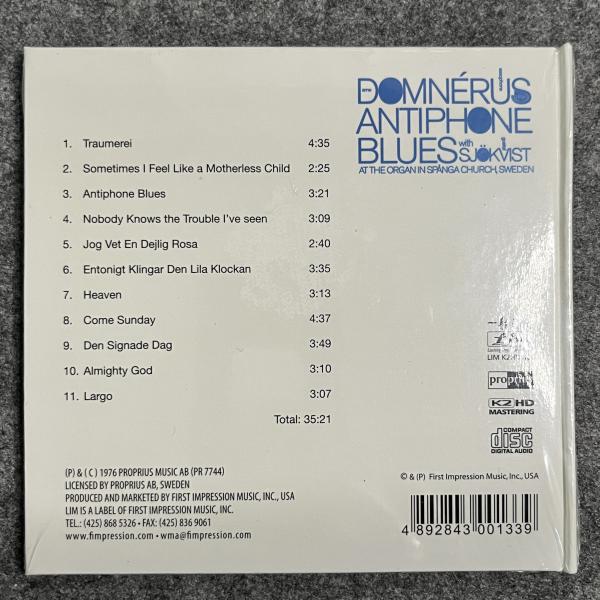 DOMNÉRUS
ANTIPHONE
BLUES with
SJÖKVIST
AT THE ORGAN IN SPÅNGA CHURCH, SWEDEN
1. Traumerei 4:35
2. Sometimes I Feel Like a Motherless Child 2:25
3. Antiphone Blues 3:21
4. Nobody Knows the Trouble I've seen 3:09
5. Jog Vet En Dejlig Rosa 2:40
6. Entonigt Klingar Den Lila Klockan 3:35
7. Heaven 3:13
8. Come Sunday 4:37
9. Den Signade Dag 3:49
10. Almighty God 3:10
11. Largo 3:07
Total: 35:21
LIM
proprius
K2 HD
MASTERING
COMPACT
disc
DIGITAL AUDIO
(P) & ( C ) 1976 PROPRIUS MUSIC AB (PR 7744)
LICENSED BY PROPRIUS AB, SWEDEN
PRODUCED AND MARKETED BY FIRST IMPRESSION MUSIC, INC., USA
LIM IS A LABEL OF FIRST IMPRESSION MUSIC, INC.
TEL.: (425) 868 5326 • FAX: (425) 836 9061
www.fimpression.com • wma@fimpression.com
© & (P) First Impression Music, Inc., USA
4 892843 001339